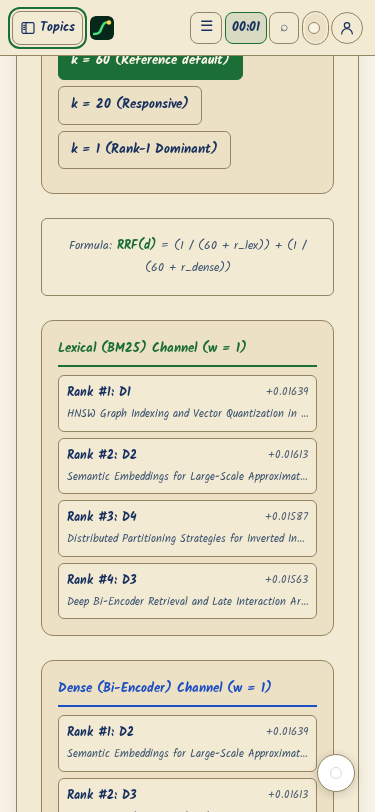 Topics
☰
00:01
k = 60 (Reference default)
k = 20 (Responsive)
k = 1 (Rank-1 Dominant)
Formula: RRF(d) = (1 / (60 + r_lex)) + (1 /
(60 + r_dense))
Lexical (BM25) Channel (w = 1)
Rank #1: D1 +0.01639
HNSW Graph Indexing and Vector Quantization in ...
Rank #2: D2 +0.01613
Semantic Embeddings for Large-Scale Approximat...
Rank #3: D4 +0.01587
Distributed Partitioning Strategies for Inverted In...
Rank #4: D3 +0.01563
Deep Bi-Encoder Retrieval and Late Interaction Ar...
Dense (Bi-Encoder) Channel (w = 1)
Rank #1: D2 +0.01639
Semantic Embeddings for Large-Scale Approximat...
Rank #2: D3 +0.01613